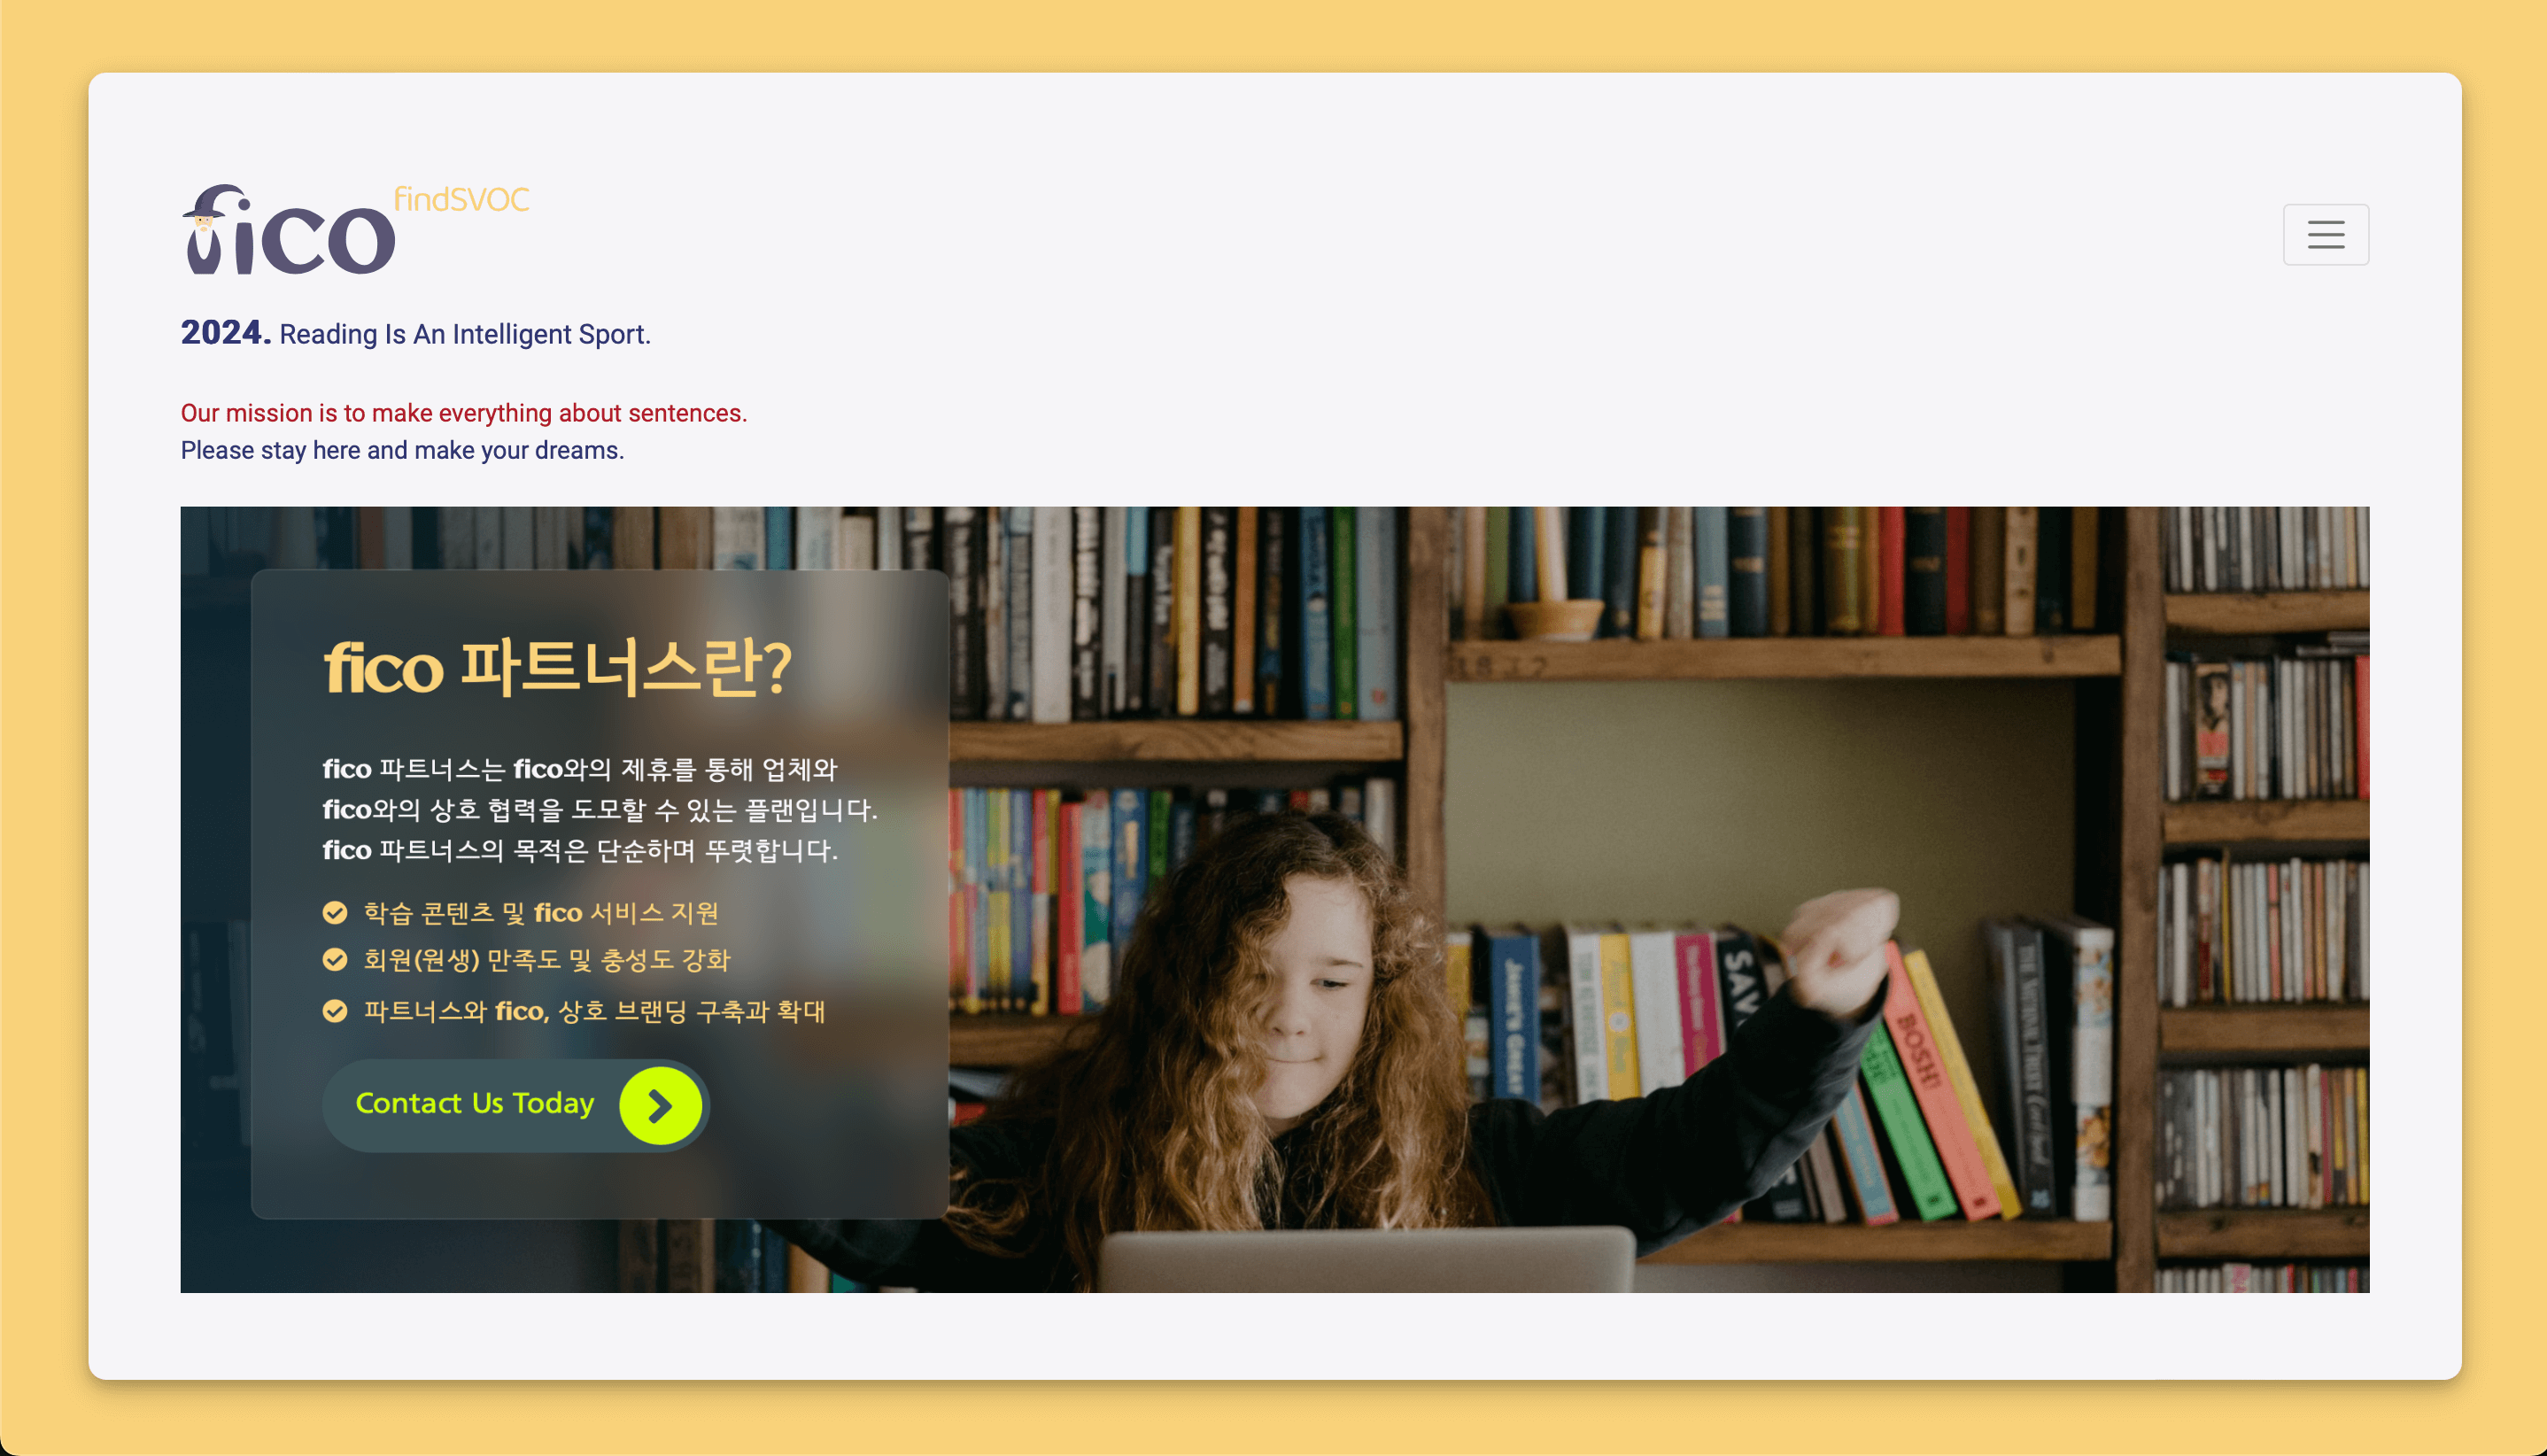 fico findSVOC
2024. Reading Is An Intelligent Sport.
Our mission is to make everything about sentences.
Please stay here and make your dreams.
fico 파트너스란?
fico 파트너스는 fico와의 제휴를 통해 업체와
fico와의 상호 협력을 도모할 수 있는 플랜입니다.
fico 파트너스의 목적은 단순하며 뚜렷합니다.
학습 콘텐츠 및 fico 서비스 지원
회원(원생) 만족도 및 충성도 강화
파트너스와 fico, 상호 브랜딩 구축과 확대
Contact Us Today
SAV
BOSH!